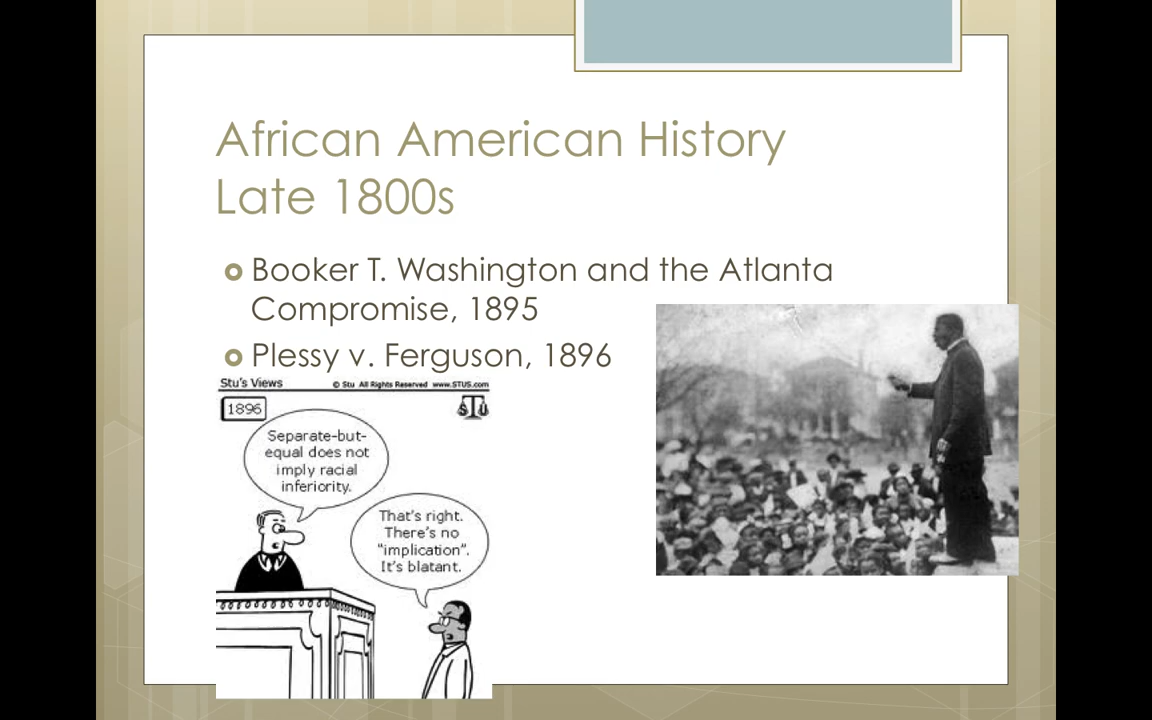 African American History
Late 1800s
Booker T. Washington and the Atlanta
Compromise, 1895
Plessy v. Ferguson, 1896
Stu's Views
© Stu All Rights Reserved www.STUS.com
1896
STU
Separate-but-
equal does not
imply racial
inferiority.
That's right.
There's no
"implication".
It's blatant.